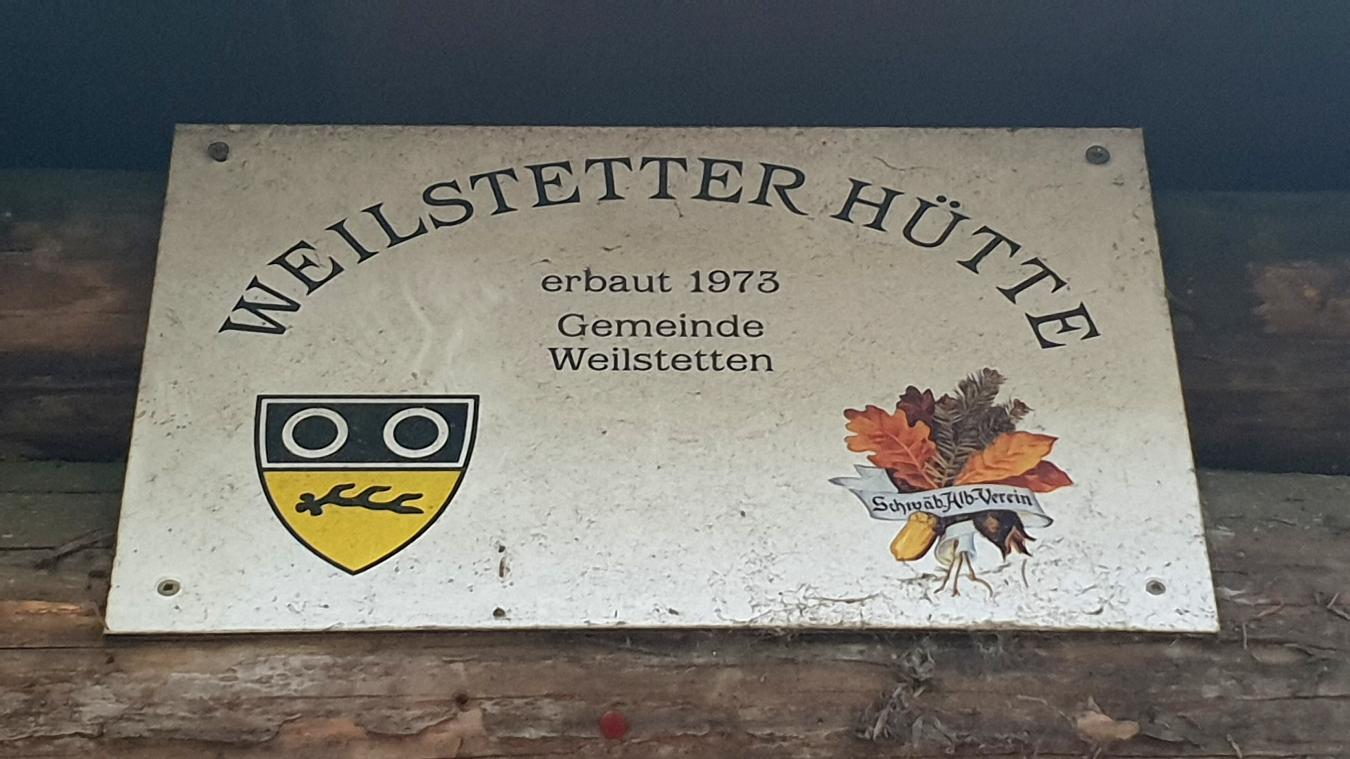 WEILSTETTER HÜTTE
erbaut 1973
Gemeinde
Weilstetten
Schwäb.Alb-Verein